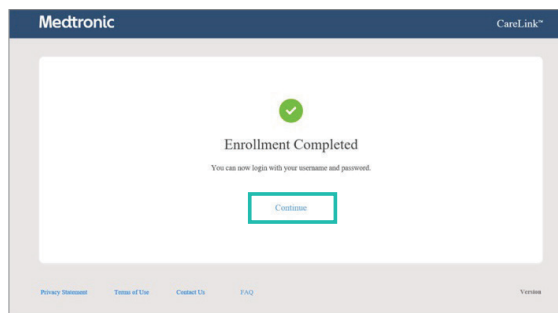 Medtronic
CareLink™
Enrollment Completed
You can now login with your username and password.
Continue
Privacy Statement Terms of Use Contact Us FAQ Version